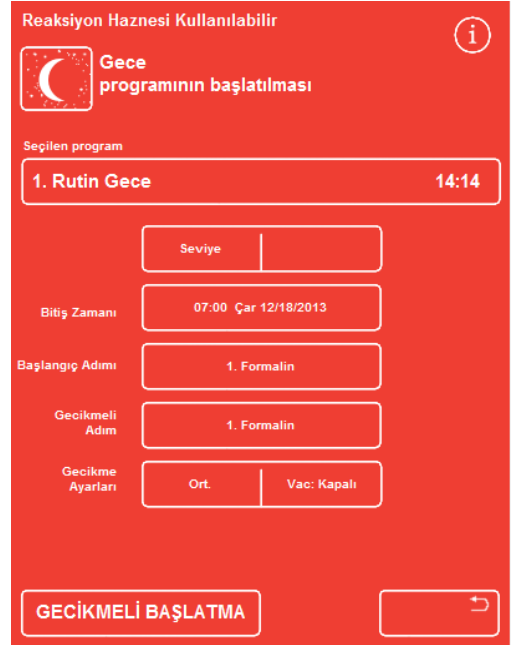 Reaksiyon Haznesi Kullanılabilir
i
Gece
programının başlatılması
Seçilen program
1. Rutin Gece 14:14
Seviye
Bitiş Zamanı 07:00 Çar 12/18/2013
Başlangıç Adımı 1. Formalin
Gecikmeli
Adım
1. Formalin
Gecikme
Ayarları
Ort. Vac: Kapalı
GECİKMELİ BAŞLATMA